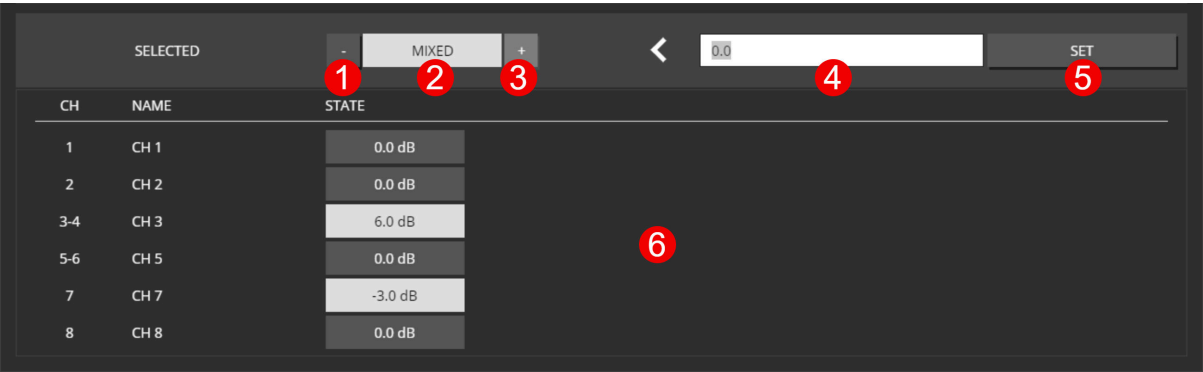 SELECTED - MIXED + 0.0 SET
1 2 3 4 5
CH NAME STATE
1 CH 1 0.0 dB
2 CH 2 0.0 dB
3-4 CH 3 6.0 dB
6
5-6 CH 5 0.0 dB
7 CH 7 -3.0 dB
8 CH 8 0.0 dB